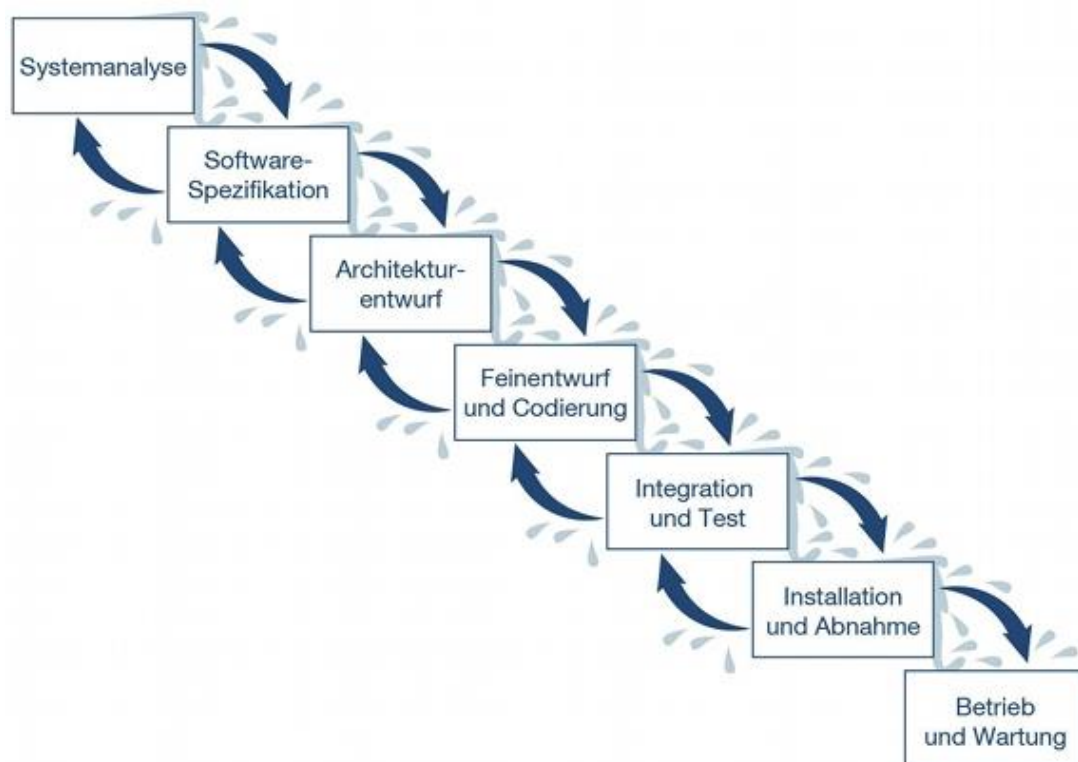 Systemanalyse
Software-
Spezifikation
Architektur-
entwurf
Feinentwurf
und Codierung
Integration
und Test
Installation
und Abnahme
Betrieb
und Wartung